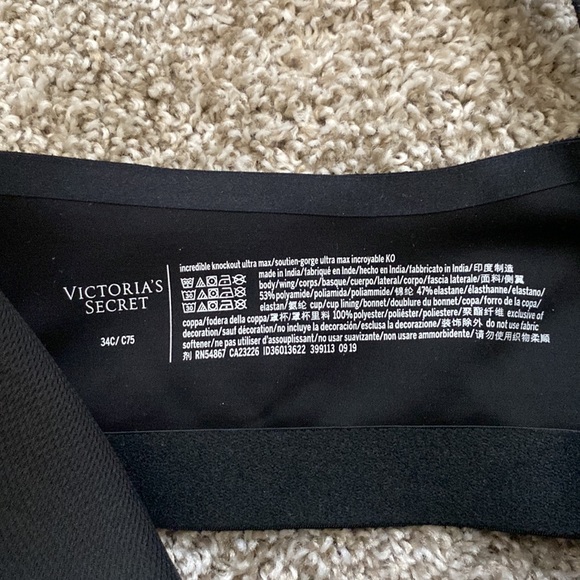 VICTORIA'S
SECRET
34C/ C75
incredible knockout ultra max/soutien-gorge ultra max incroyable KO
made in India/fabriqué en Inde/hecho en India/fabbricato in India/印度制造
body/wing/corps/basque/cuerpo/lateral/corpo/fascia laterale/面料/侧翼
53% polyamide/poliamida/poliammide/锦纶 47% elastane/élasthanne/elastano/
elastan/氨纶 cup/cup lining/bonnet/doublure du bonnet/copa/forro de la copa/
coppa/fodera della coppa/罩杯/罩杯里料 100% polyester/poliéster/poliestere/聚酯纤维 exclusive of
decoration/sauf décoration/no incluye la decoración/esclusa la decorazione/装饰除外 do not use fabric
softener/ne pas utiliser d'assouplissant/no usar suavizante/non usare ammorbidente/请勿使用织物柔顺
剂 RN54867 CA23226 ID36013622 399113 0919